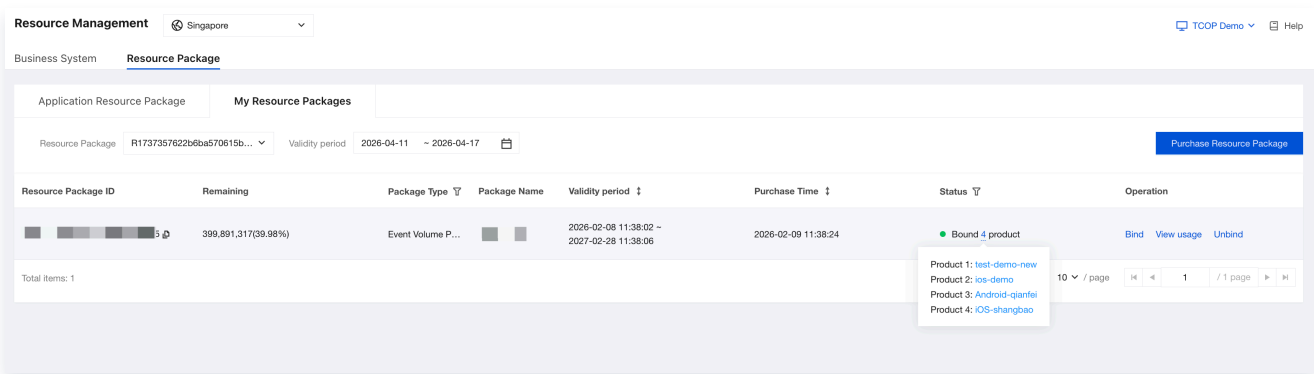 Resource Management
Singapore
TCOP Demo
Help
Business System
Resource Package
Application Resource Package
My Resource Packages
Resource Package
R1737357622b6ba570615b...
Validity period
2026-04-11 ~ 2026-04-17
Purchase Resource Package
Resource Package ID
Remaining
Package Type
Package Name
Validity period
Purchase Time
Status
Operation
399,891,317(39.98%)
Event Volume P...
2026-02-08 11:38:02 ~
2027-02-28 11:38:06
2026-02-09 11:38:24
Bound 4 product
Bind
View usage
Unbind
Product 1: test-demo-new
Product 2: ios-demo
Product 3: Android-qianfei
Product 4: iOS-shangbao
Total items: 1
10 / page
1 / 1 page